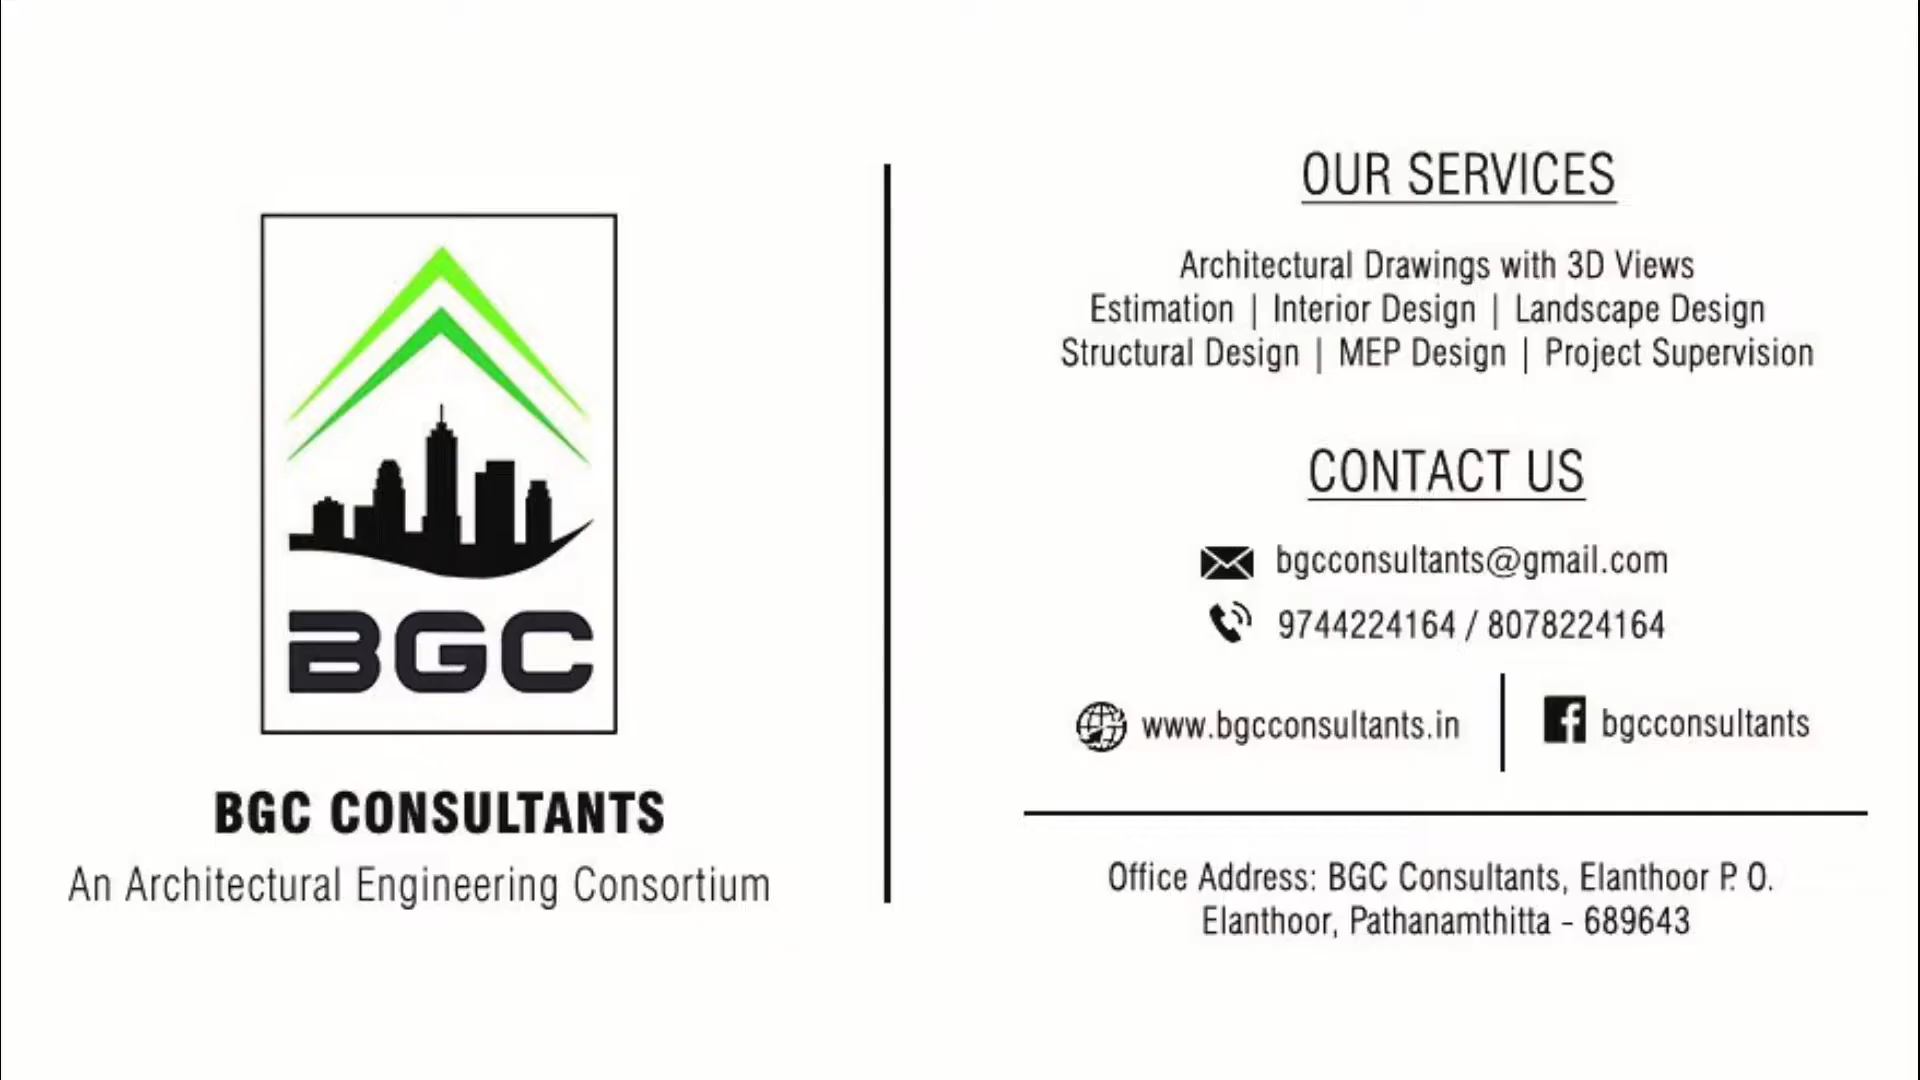 BGC
BGC CONSULTANTS
An Architectural Engineering Consortium
OUR SERVICES
Architectural Drawings with 3D Views
Estimation | Interior Design | Landscape Design
Structural Design | MEP Design | Project Supervision
CONTACT US
bgcconsultants@gmail.com
9744224164 / 8078224164
www.bgcconsultants.in
bgcconsultants
Office Address: BGC Consultants, Elanthoor P. O.
Elanthoor, Pathanamthitta - 689643